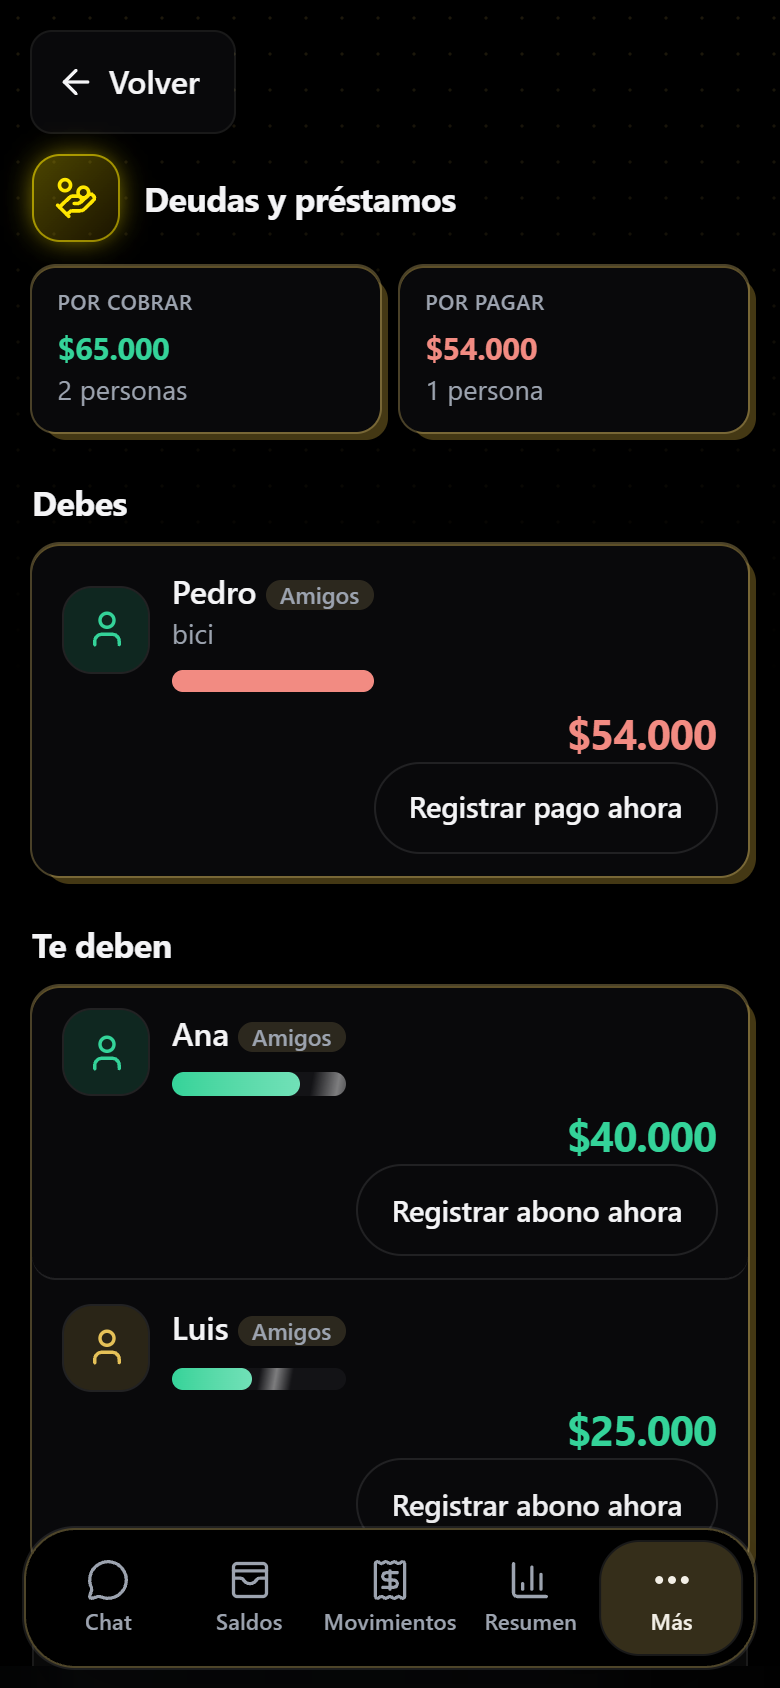 Volver
Deudas y préstamos
POR COBRAR
$65.000
2 personas
POR PAGAR
$54.000
1 persona
Debes
Pedro Amigos
bici
$54.000
Registrar pago ahora
Te deben
Ana Amigos
$40.000
Registrar abono ahora
Luis Amigos
$25.000
Registrar abono ahora
Chat Saldos Movimientos Resumen Más